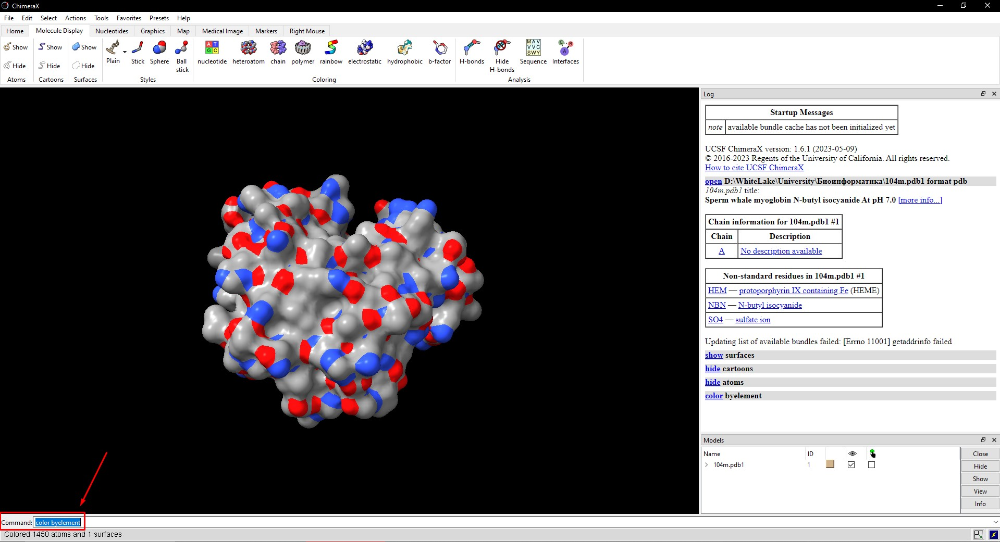 ChimeraX
File Edit Select Actions Tools Favorites Presets Help
Home Molecule Display Nucleotides Graphics Map Medical Image Markers Right Mouse
Show Show Show
Hide Hide Hide
Atoms Cartoons Surfaces
Plain Stick Sphere Ball stick
Styles
A T G C
nucleotide heteroatom chain polymer rainbow electrostatic hydrophobic b-factor
Coloring
MAV
VVC
SWY
C B A
H-bonds Hide H-bonds Sequence Interfaces
Analysis
Log
Startup Messages
note available bundle cache has not been initialized yet
UCSF ChimeraX version: 1.6.1 (2023-05-09)
© 2016-2023 Regents of the University of California. All rights reserved.
How to cite UCSF ChimeraX
open D:\WhiteLake\University\Биоинформатика\104m.pdb1 format pdb
104m.pdb1 title:
Sperm whale myoglobin N-butyl isocyanide At pH 7.0 [more info...]
Chain information for 104m.pdb1 #1
Chain Description
A No description available
Non-standard residues in 104m.pdb1 #1
HEM — protoporphyrin IX containing Fe (HEME)
NBN — N-butyl isocyanide
SO4 — sulfate ion
Updating list of available bundles failed: [Errno 11001] getaddrinfo failed
show surfaces
hide cartoons
hide atoms
color byelement
Models
Name ID
104m.pdb1 1
Close
Hide
Show
View
Info
Command: color byelement
Colored 1450 atoms and 1 surfaces